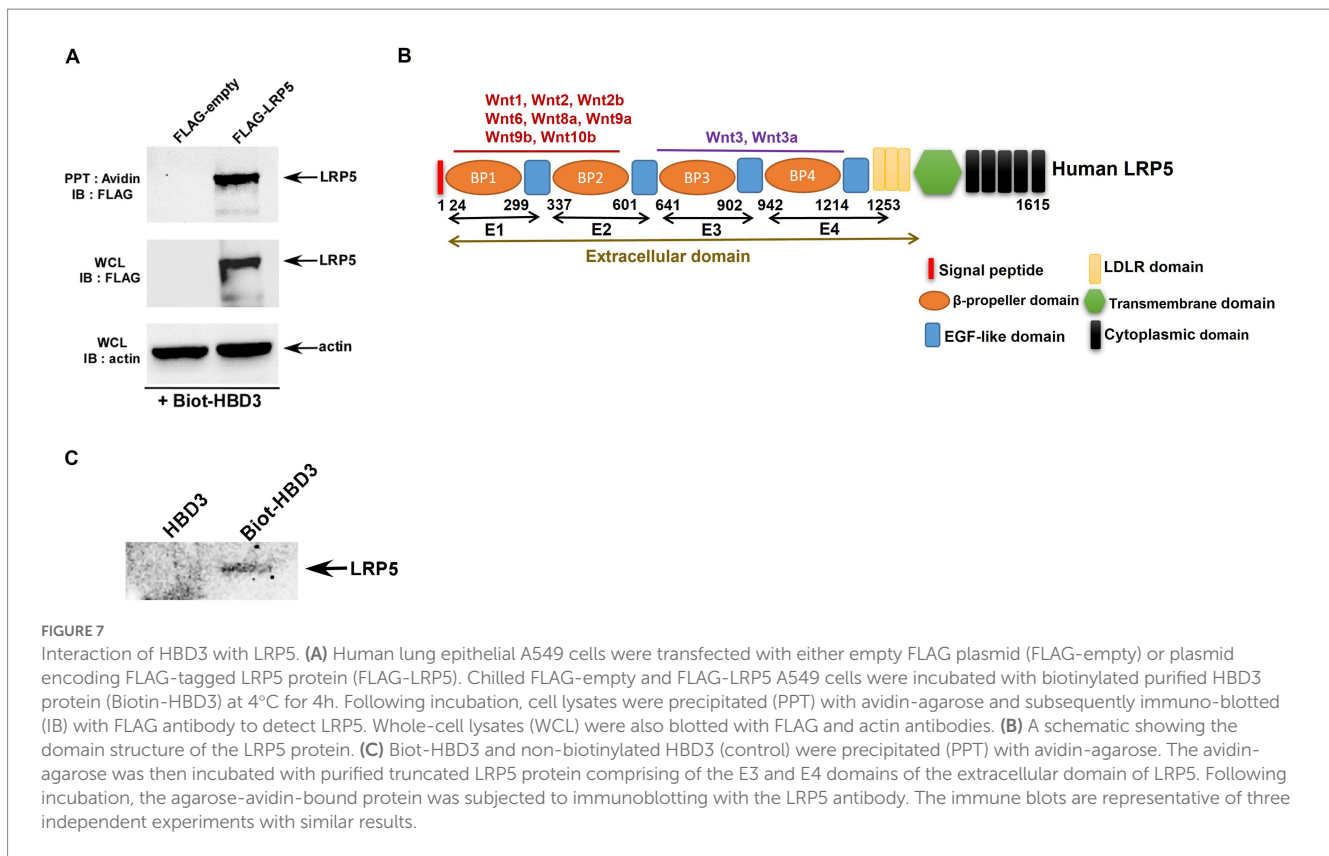 A
FLAG-empty
FLAG-LRP5
PPT : Avidin
IB : FLAG
LRP5
WCL
IB : FLAG
LRP5
WCL
IB : actin
actin
+ Biot-HBD3
B
Wnt1, Wnt2, Wnt2b
Wnt6, Wnt8a, Wnt9a
Wnt9b, Wnt10b
Wnt3, Wnt3a
BP1 BP2 BP3 BP4
Human LRP5
1 24 299 337 601 641 902 942 1214 1253 1615
E1 E2 E3 E4
Extracellular domain
Signal peptide
β-propeller domain
EGF-like domain
LDLR domain
Transmembrane domain
Cytoplasmic domain
C
HBD3
Biot-HBD3
LRP5
FIGURE 7
Interaction of HBD3 with LRP5. (A) Human lung epithelial A549 cells were transfected with either empty FLAG plasmid (FLAG-empty) or plasmid
encoding FLAG-tagged LRP5 protein (FLAG-LRP5). Chilled FLAG-empty and FLAG-LRP5 A549 cells were incubated with biotinylated purified HBD3
protein (Biotin-HBD3) at 4°C for 4h. Following incubation, cell lysates were precipitated (PPT) with avidin-agarose and subsequently immuno-blotted
(IB) with FLAG antibody to detect LRP5. Whole-cell lysates (WCL) were also blotted with FLAG and actin antibodies. (B) A schematic showing the
domain structure of the LRP5 protein. (C) Biot-HBD3 and non-biotinylated HBD3 (control) were precipitated (PPT) with avidin-agarose. The avidin-
agarose was then incubated with purified truncated LRP5 protein comprising of the E3 and E4 domains of the extracellular domain of LRP5. Following
incubation, the agarose-avidin-bound protein was subjected to immunoblotting with the LRP5 antibody. The immune blots are representative of three
independent experiments with similar results.